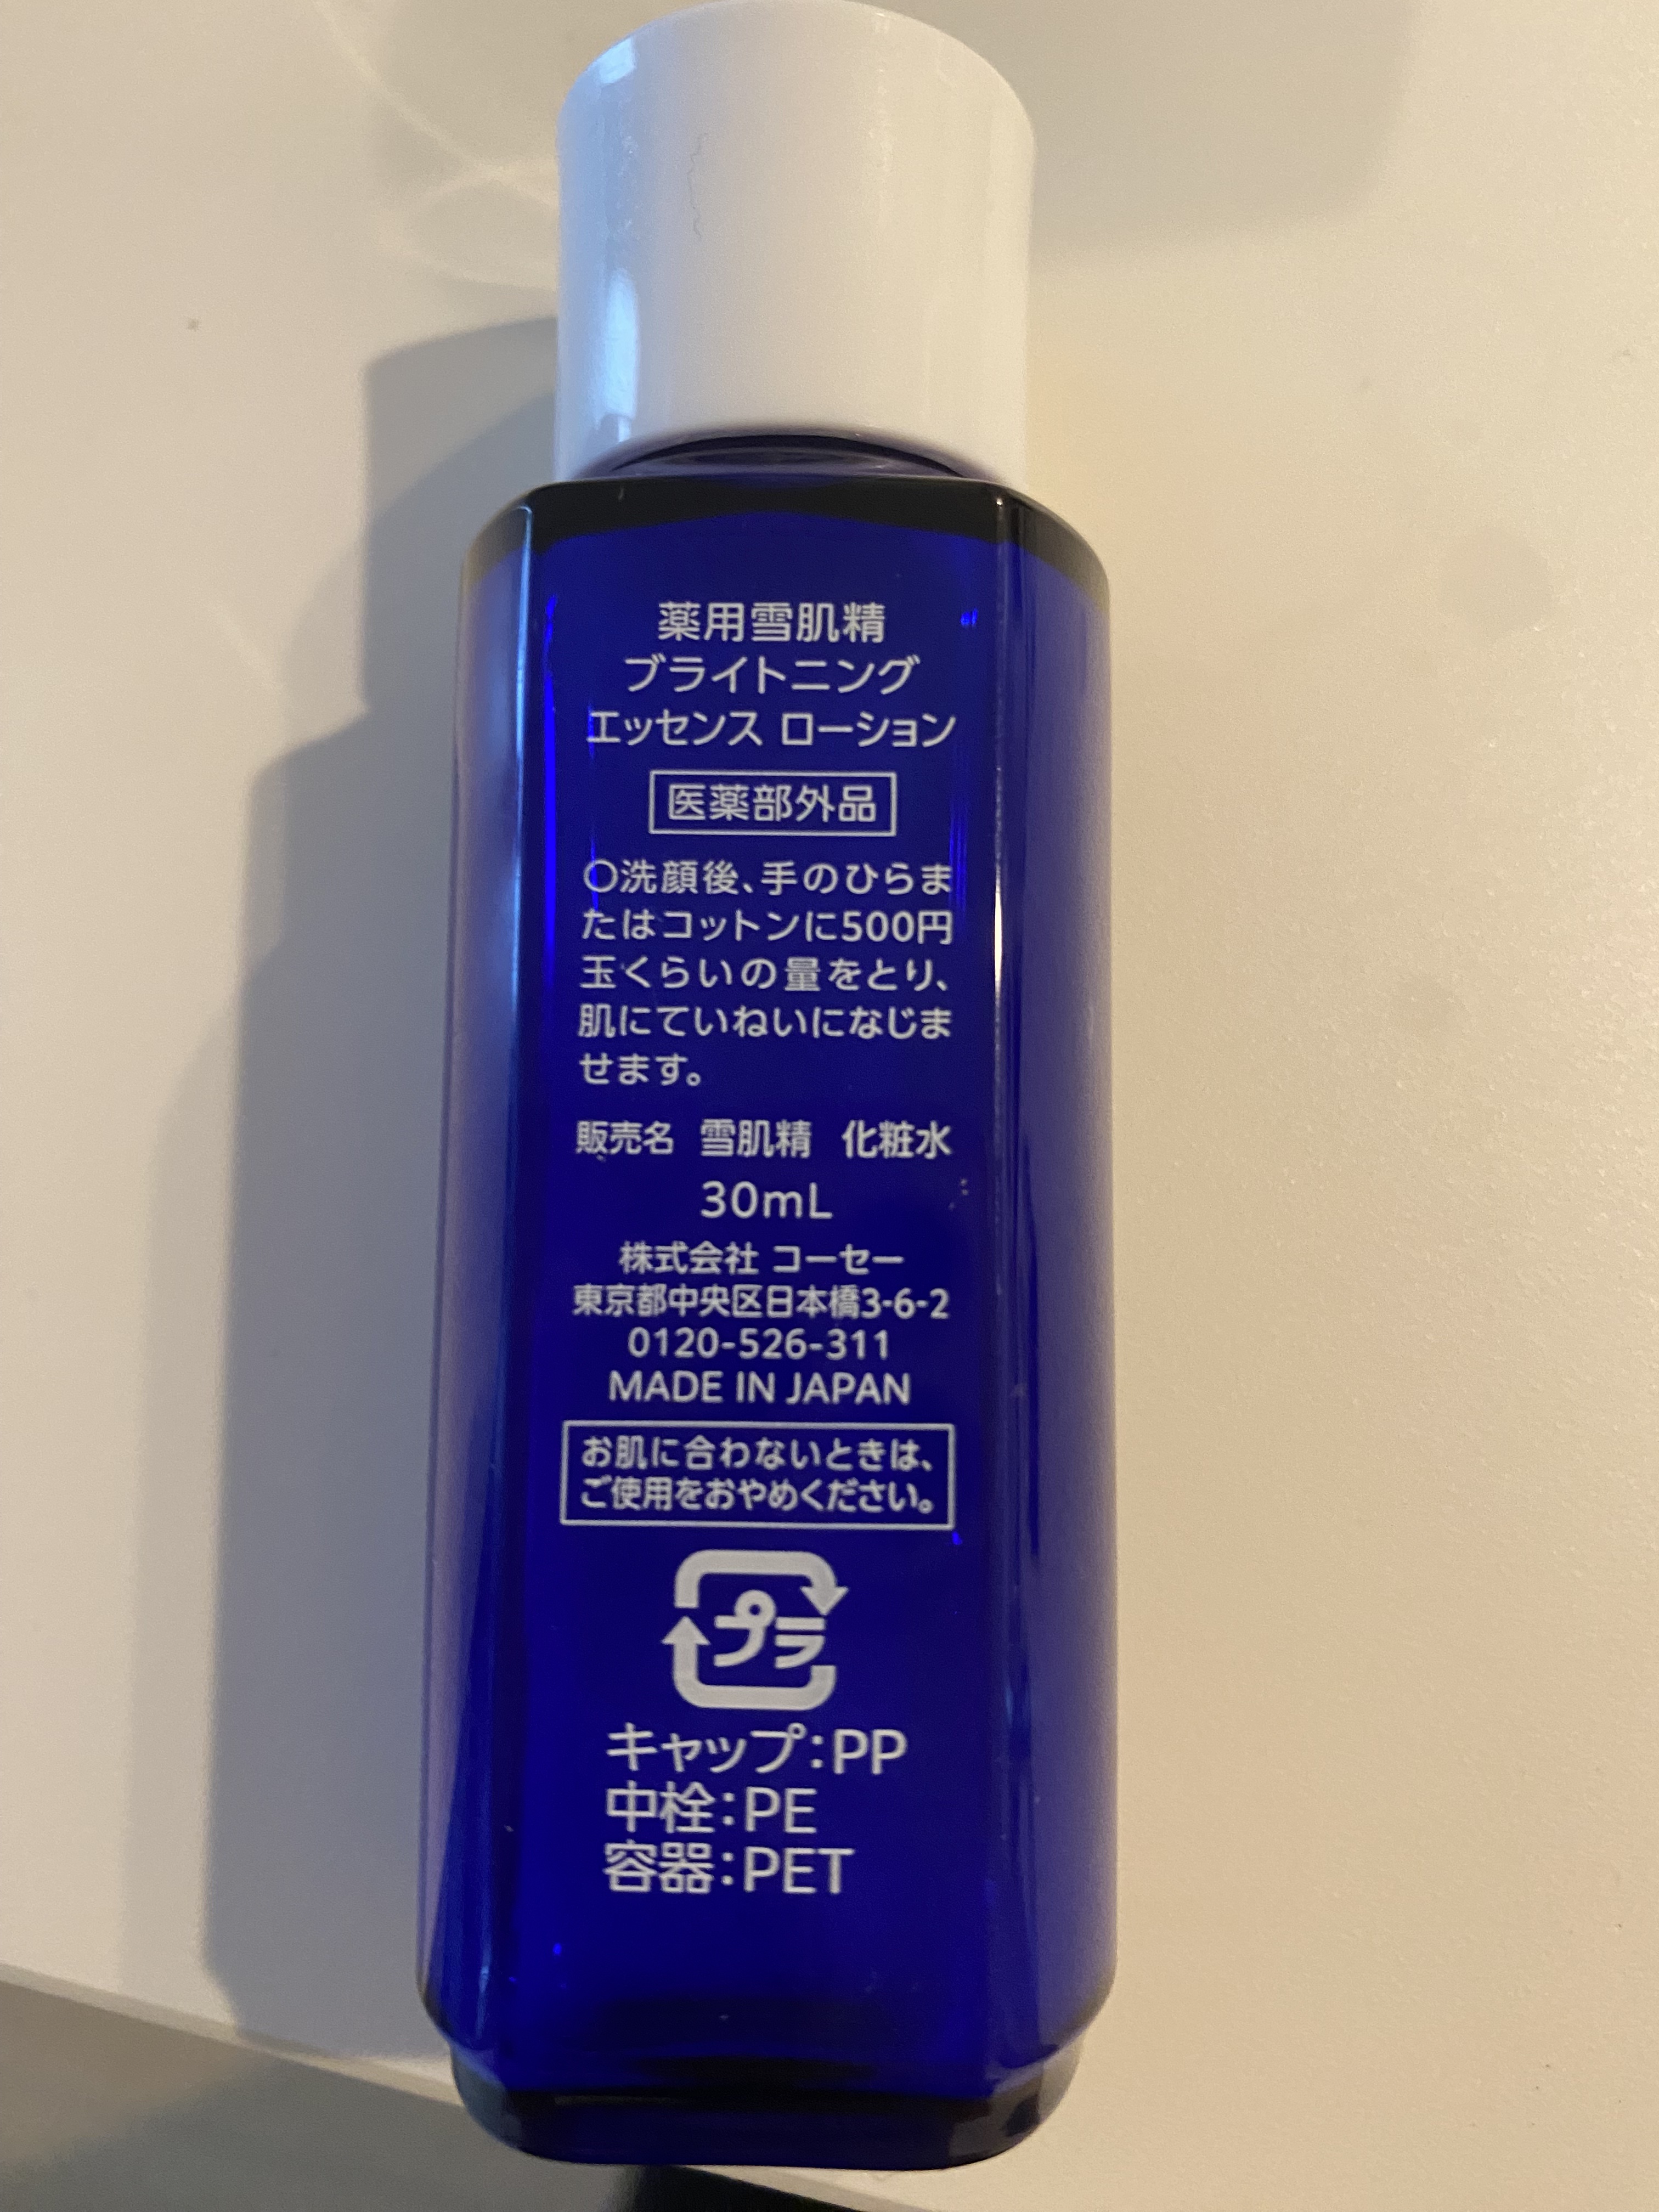 薬用雪肌精
ブライトニング
エッセンス ローション
医薬部外品
〇洗顔後、手のひらま
たはコットンに500円
玉くらいの量をとり、
肌にていねいになじま
せます。
販売名 雪肌精 化粧水
30mL
株式会社 コーセー
東京都中央区日本橋3-6-2
0120-526-311
MADE IN JAPAN
お肌に合わないときは、
ご使用をおやめください。
プラ
キャップ：PP
中栓：PE
容器：PET